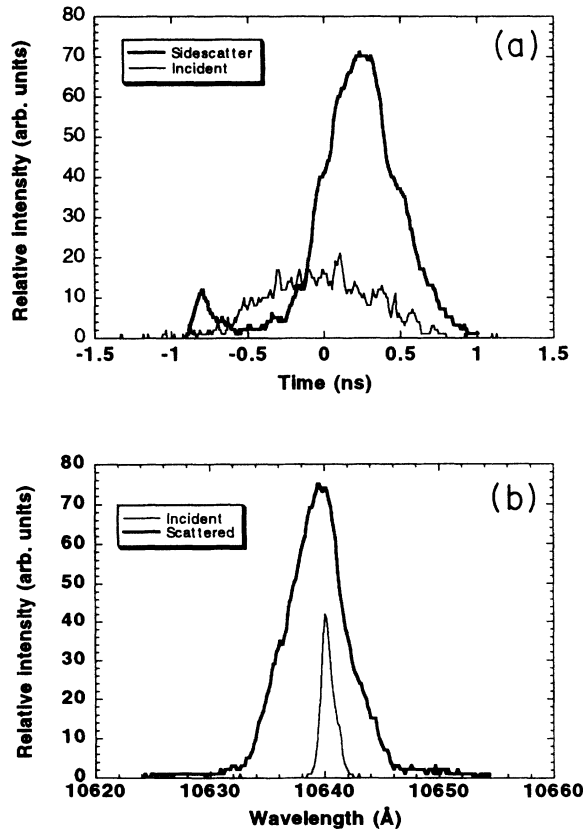 80
70
60
50
40
30
20
10
0
Relative intensity (arb. units)
Sidescatter
Incident
(a)
-1.5 -1 -0.5 0 0.5 1 1.5
Time (ns)
80
70
60
50
40
30
20
10
0
Relative intensity (arb. units)
Incident
Scattered
(b)
10620 10630 10640 10650 10660
Wavelength (Å)